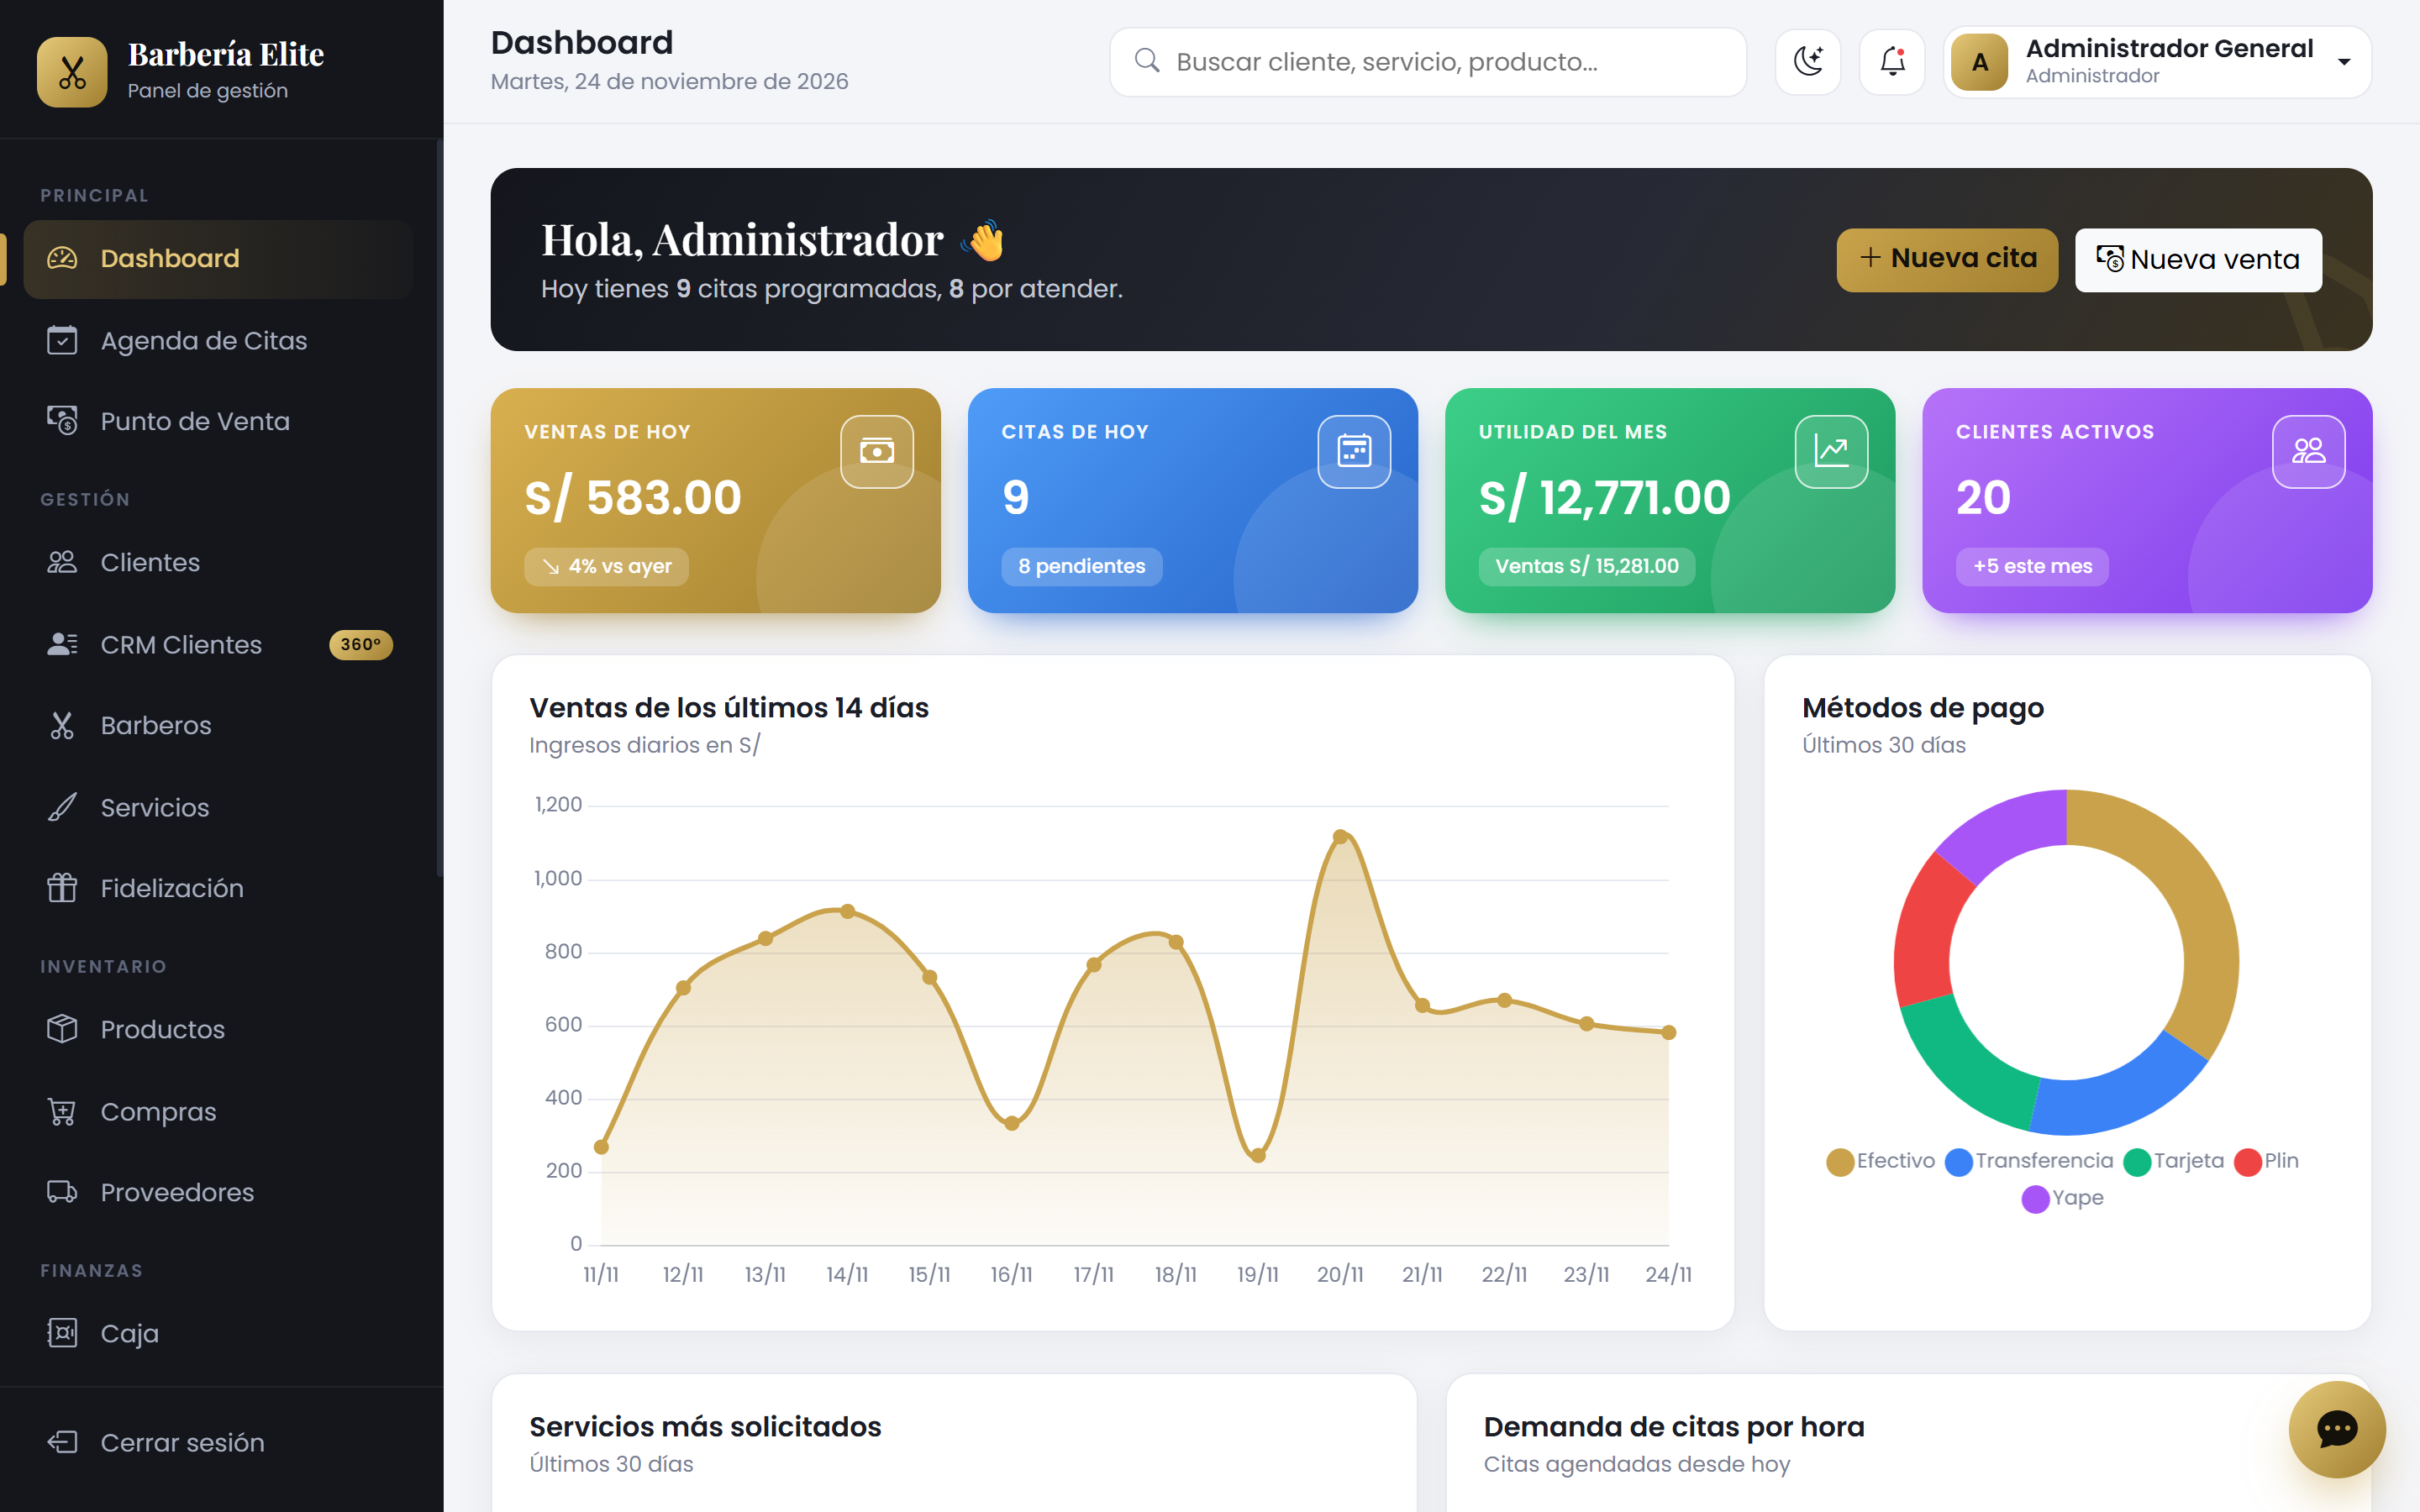 Barbería Elite
Panel de gestión
PRINCIPAL
Dashboard
Agenda de Citas
Punto de Venta
GESTIÓN
Clientes
CRM Clientes 360°
Barberos
Servicios
Fidelización
INVENTARIO
Productos
Compras
Proveedores
FINANZAS
Caja
Cerrar sesión
Dashboard
Martes, 24 de noviembre de 2026
Buscar cliente, servicio, producto...
A
Administrador General
Administrador
Hola, Administrador 👋
Hoy tienes 9 citas programadas, 8 por atender.
+ Nueva cita
Nueva venta
VENTAS DE HOY
S/ 583.00
↘ 4% vs ayer
CITAS DE HOY
9
8 pendientes
UTILIDAD DEL MES
S/ 12,771.00
Ventas S/ 15,281.00
CLIENTES ACTIVOS
20
+5 este mes
Ventas de los últimos 14 días
Ingresos diarios en S/
1,200
1,000
800
600
400
200
0
11/11 12/11 13/11 14/11 15/11 16/11 17/11 18/11 19/11 20/11 21/11 22/11 23/11 24/11
Métodos de pago
Últimos 30 días
Efectivo Transferencia Tarjeta Plin
Yape
Servicios más solicitados
Últimos 30 días
Demanda de citas por hora
Citas agendadas desde hoy